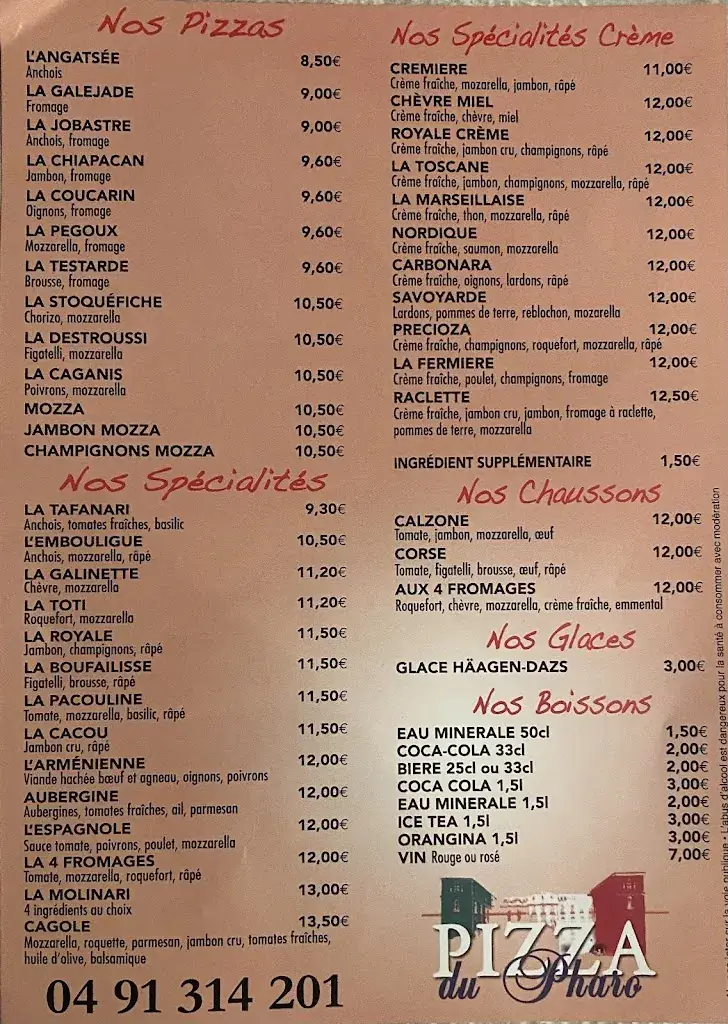 Nos Pizzas
L'ANGATSÉE 8,50€
Anchois
LA GALEJADE 9,00€
Fromage
LA JOBASTRE 9,00€
Anchois, fromage
LA CHIAPACAN 9,60€
Jambon, fromage
LA COUCARIN 9,60€
Oignons, fromage
LA PEGOUX 9,60€
Mozzarella, fromage
LA TESTARDE 9,60€
Brousse, fromage
LA STOQUÉFICHE 10,50€
Chorizo, mozzarella
LA DESTROUSSI 10,50€
Figatelli, mozzarella
LA CAGANIS 10,50€
Poivrons, mozzarella
MOZZA 10,50€
JAMBON MOZZA 10,50€
CHAMPIGNONS MOZZA 10,50€
Nos Spécialités
LA TAFANARI 9,30€
Anchois, tomates fraîches, basilic
L'EMBOULIGUE 10,50€
Anchois, mozzarella, râpé
LA GALINETTE 11,20€
Chèvre, mozzarella
LA TOTI 11,20€
Roquefort, mozzarella
LA ROYALE 11,50€
Jambon, champignons, râpé
LA BOUFAILISSE 11,50€
Figatelli, brousse, râpé
LA PACOULINE 11,50€
Tomate, mozzarella, basilic, râpé
LA CACOU 11,50€
Jambon cru, râpé
L'ARMÉNIENNE 12,00€
Viande hachée bœuf et agneau, oignons, poivrons
AUBERGINE 12,00€
Aubergines, tomates fraîches, ail, parmesan
L'ESPAGNOLE 12,00€
Sauce tomate, poivrons, poulet, mozzarella
LA 4 FROMAGES 12,00€
Tomate, mozzarella, roquefort, râpé
LA MOLINARI 13,00€
4 ingrédients au choix
CAGOLE 13,50€
Mozzarella, roquette, parmesan, jambon cru, tomates fraîches,
huile d'olive, balsamique
04 91 314 201
Nos Spécialités Crème
CREMIERE 11,00€
Crème fraîche, mozarella, jambon, râpé
CHÈVRE MIEL 12,00€
Crème fraîche, chèvre, miel
ROYALE CRÈME 12,00€
Crème fraîche, jambon cru, champignons, râpé
LA TOSCANE 12,00€
Crème fraîche, jambon, champignons, mozzarella, râpé
LA MARSEILLAISE 12,00€
Crème fraîche, thon, mozzarella, râpé
NORDIQUE 12,00€
Crème fraîche, saumon, mozzarella
CARBONARA 12,00€
Crème fraîche, oignons, lardons, râpé
SAVOYARDE 12,00€
Lardons, pommes de terre, reblochon, mozarella
PRECIOZA 12,00€
Crème fraîche, champignons, roquefort, mozzarella, râpé
LA FERMIERE 12,00€
Crème fraîche, poulet, champignons, fromage
RACLETTE 12,50€
Crème fraîche, jambon cru, jambon, fromage à raclette,
pommes de terre, mozzarella
INGRÉDIENT SUPPLÉMENTAIRE 1,50€
Nos Chaussons
CALZONE 12,00€
Tomate, jambon, mozzarella, œuf
CORSE 12,00€
Tomate, figatelli, brousse, œuf, râpé
AUX 4 FROMAGES 12,00€
Roquefort, chèvre, mozzarella, crème fraîche, emmental
Nos Glaces
GLACE HÄAGEN-DAZS 3,00€
Nos Boissons
EAU MINERALE 50cl 1,50€
COCA-COLA 33cl 2,00€
BIERE 25cl ou 33cl 2,00€
COCA COLA 1,5l 3,00€
EAU MINERALE 1,5l 2,00€
ICE TEA 1,5l 3,00€
ORANGINA 1,5l 3,00€
VIN Rouge ou rosé 7,00€
PIZZA
du Pharo
sur la voie publique • L'abus d'alcool est dangereux pour la santé à consommer avec modération